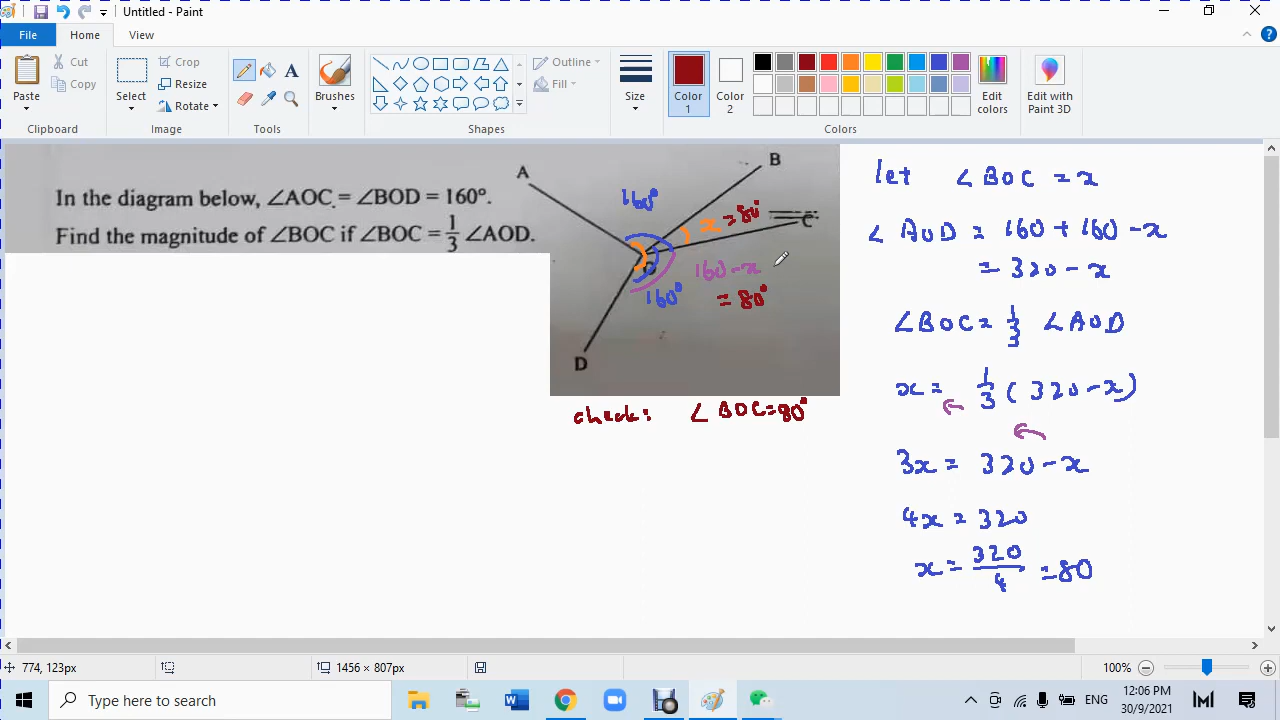 Untitled - Paint
File Home View
Paste Cut Copy Clipboard
Select Crop Resize Rotate Image
Tools
Brushes
Shapes Outline Fill
Size
Color 1 Color 2 Edit colors Colors
Edit with Paint 3D
In the diagram below, ∠AOC = ∠BOD = 160°.
Find the magnitude of ∠BOC if ∠BOC = 1/3 ∠AOD.
A
B
160°
x = 80°
C
O
160 - x
160°
= 80°
D
check: ∠BOC = 80°
let ∠BOC = x
∠AOD = 160 + 160 - x
= 320 - x
∠BOC = 1/3 ∠AOD
x = 1/3 (320 - x)
3x = 320 - x
4x = 320
x = 320/4 = 80
774, 123px
1456 × 807px
100%
Type here to search
ENG
12:06 PM
30/9/2021